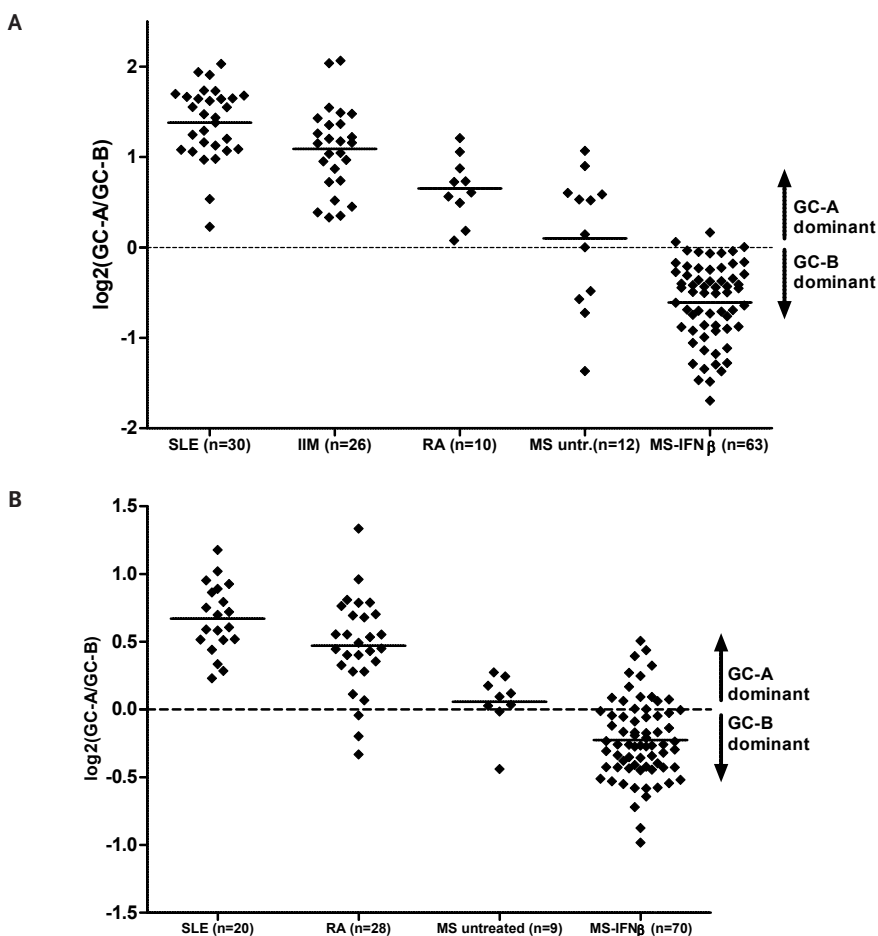 A
log2(GC-A/GC-B)
2
1
0
-1
-2
GC-A
dominant
GC-B
dominant
SLE (n=30) IIM (n=26) RA (n=10) MS untr.(n=12) MS-IFNβ (n=63)
B
log2(GC-A/GC-B)
1.5
1.0
0.5
0.0
-0.5
-1.0
-1.5
GC-A
dominant
GC-B
dominant
SLE (n=20) RA (n=28) MS untreated (n=9) MS-IFNβ (n=70)